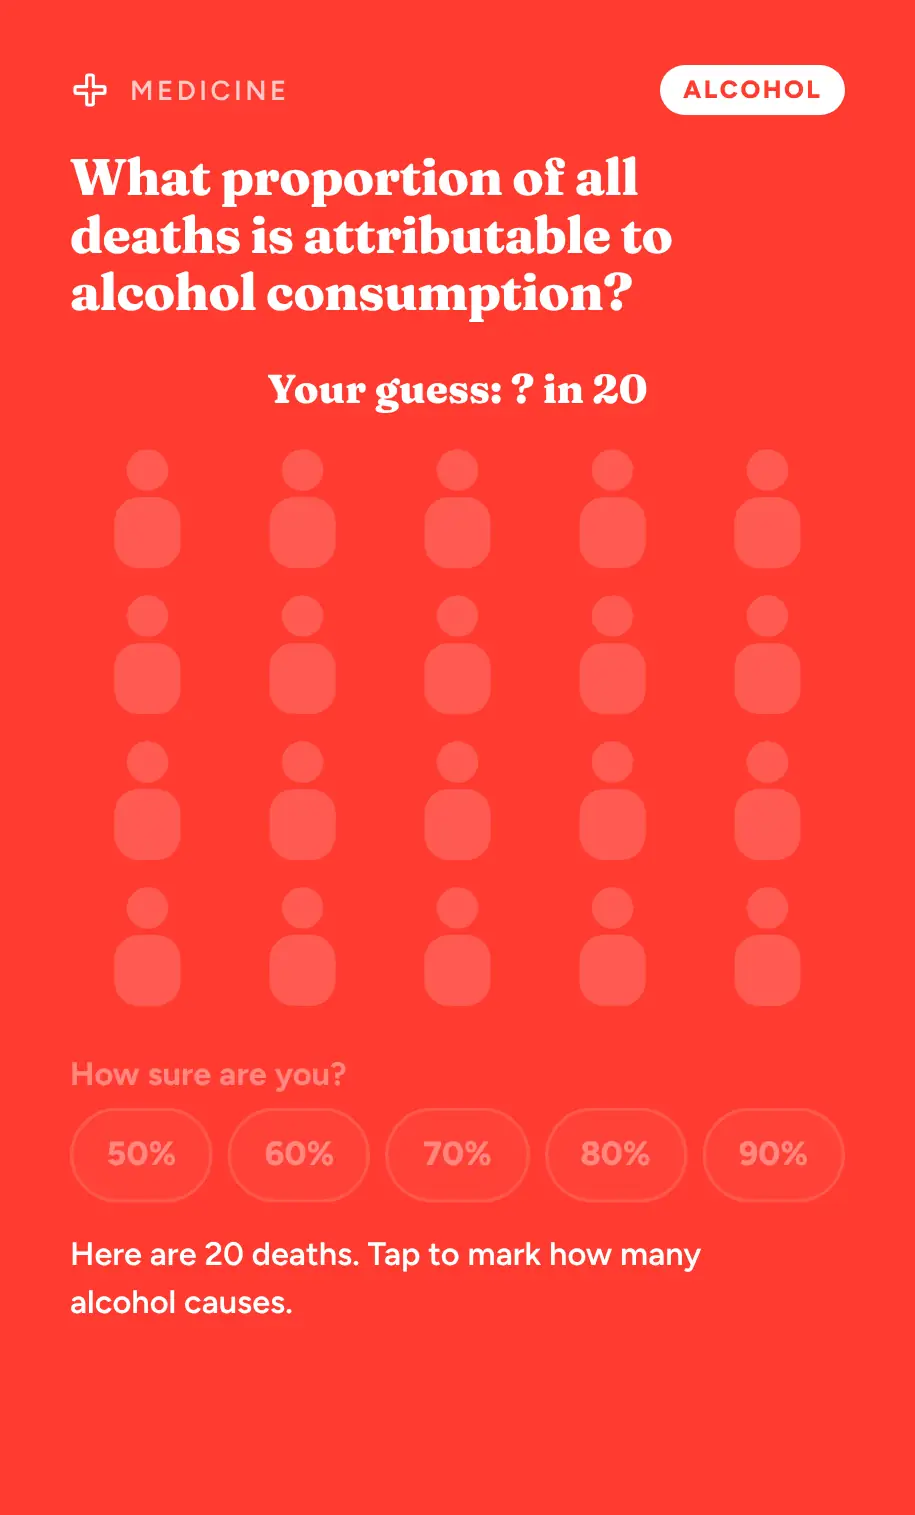 MEDICINE
ALCOHOL
What proportion of all
deaths is attributable to
alcohol consumption?
Your guess: ? in 20
How sure are you?
50% 60% 70% 80% 90%
Here are 20 deaths. Tap to mark how many
alcohol causes.